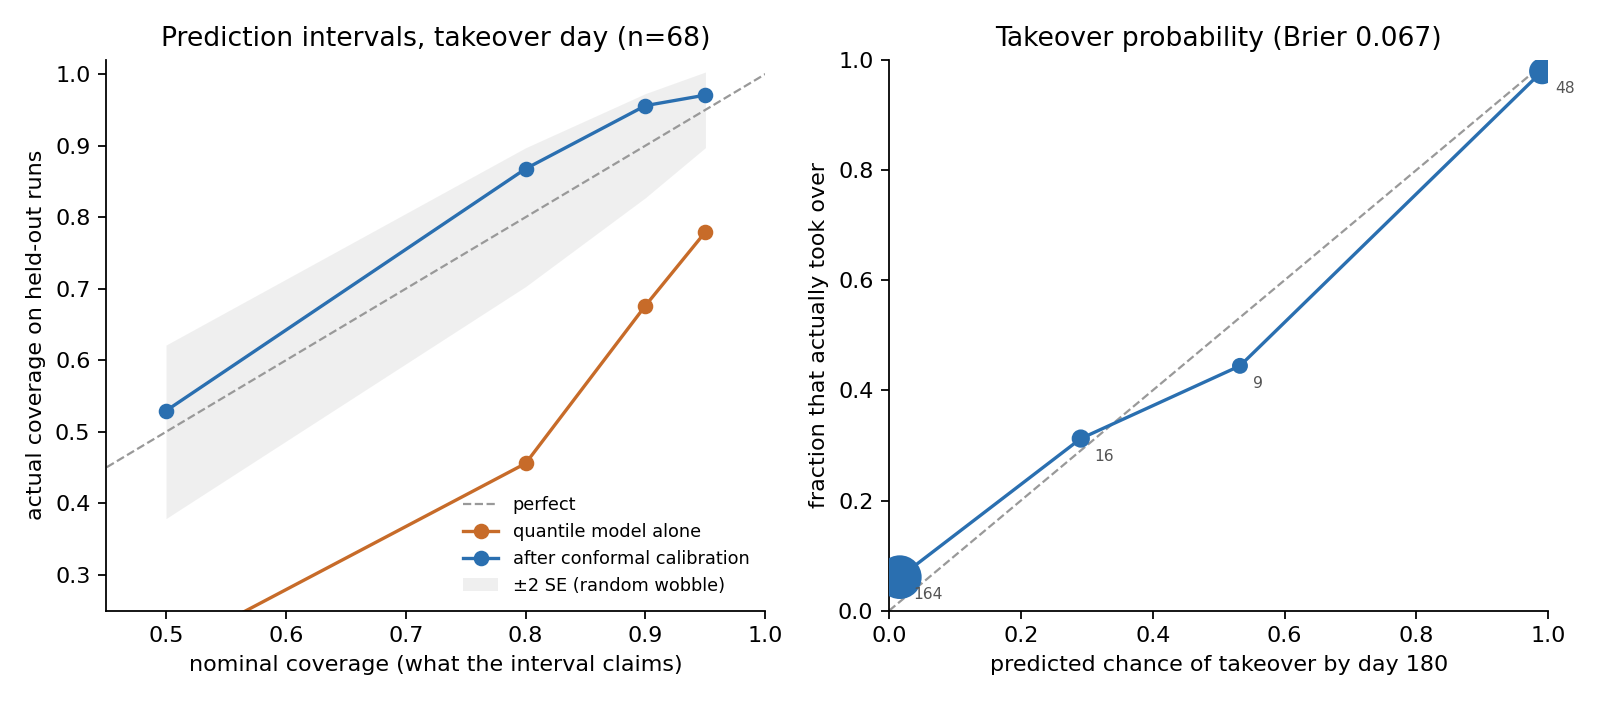 Prediction intervals, takeover day (n=68)
actual coverage on held-out runs
1.0
0.9
0.8
0.7
0.6
0.5
0.4
0.3
perfect
quantile model alone
after conformal calibration
±2 SE (random wobble)
0.5 0.6 0.7 0.8 0.9 1.0
nominal coverage (what the interval claims)
Takeover probability (Brier 0.067)
fraction that actually took over
1.0
0.8
0.6
0.4
0.2
0.0
48
9
16
164
0.0 0.2 0.4 0.6 0.8 1.0
predicted chance of takeover by day 180